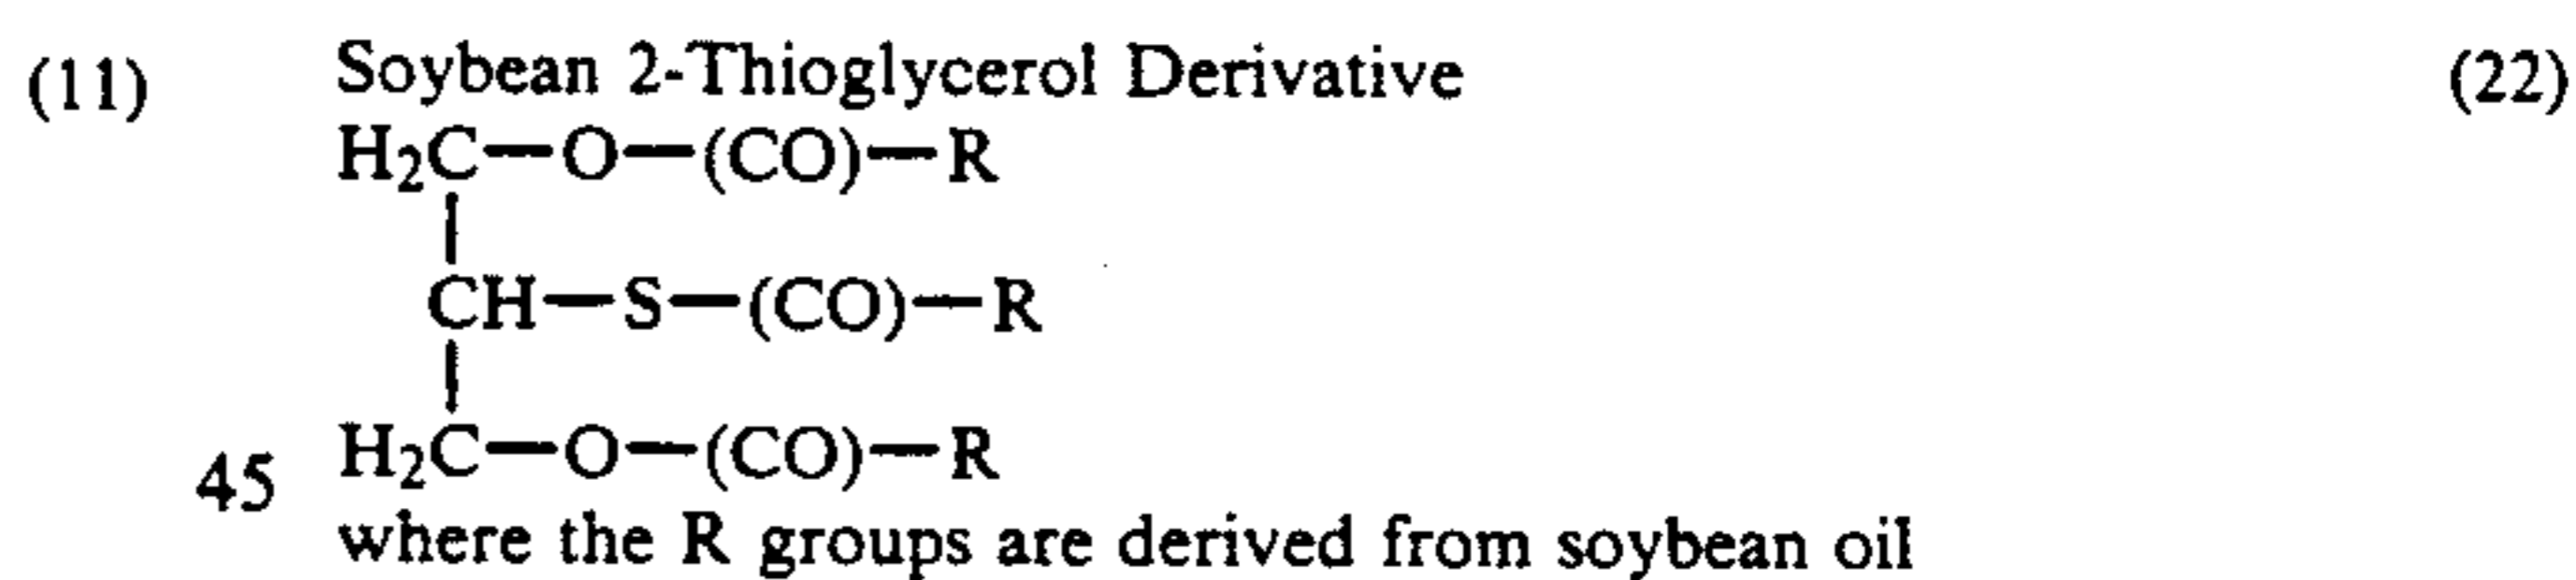 (11) Soybean 2-Thioglycerol Derivative (22)
H₂C—O—(CO)—R
|
CH—S—(CO)—R
|
45 H₂C—O—(CO)—R
where the R groups are derived from soybean oil